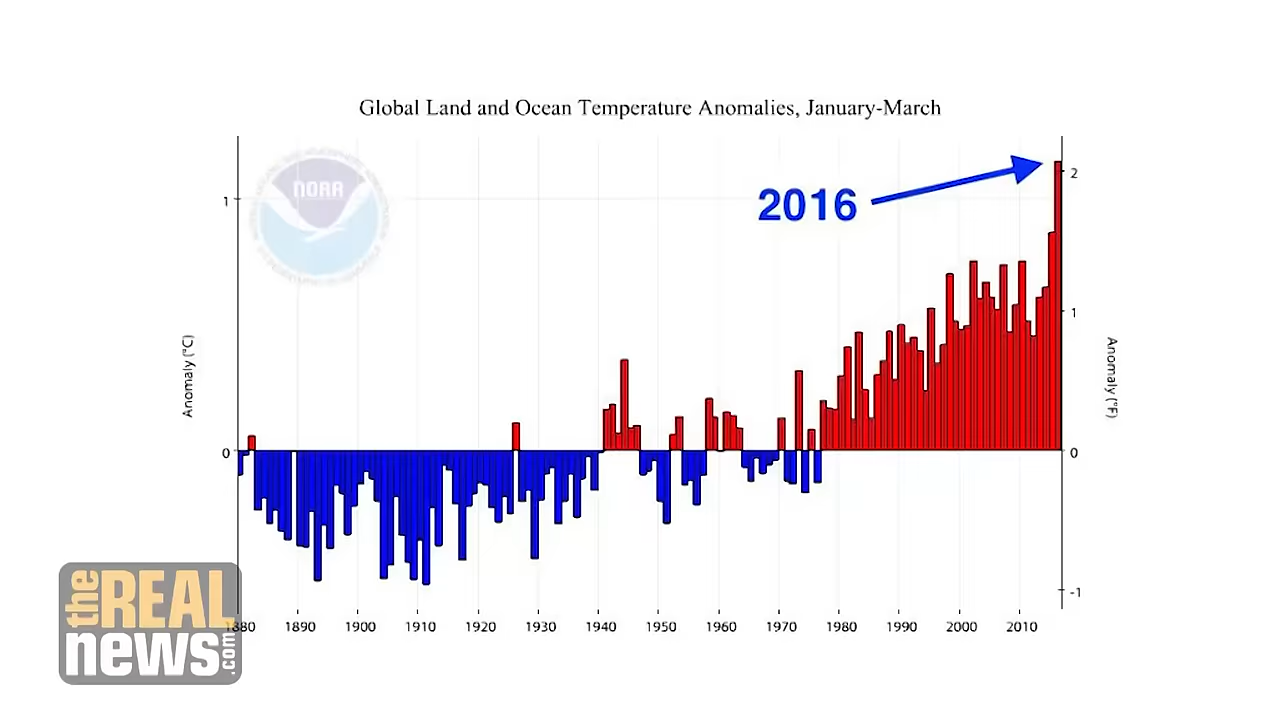 Global Land and Ocean Temperature Anomalies, January-March
NOAA
2016
2
1
1
Anomaly (°C)
Anomaly (°F)
0
0
-1
1880 1890 1900 1910 1920 1930 1940 1950 1960 1970 1980 1990 2000 2010
the REAL
news.com